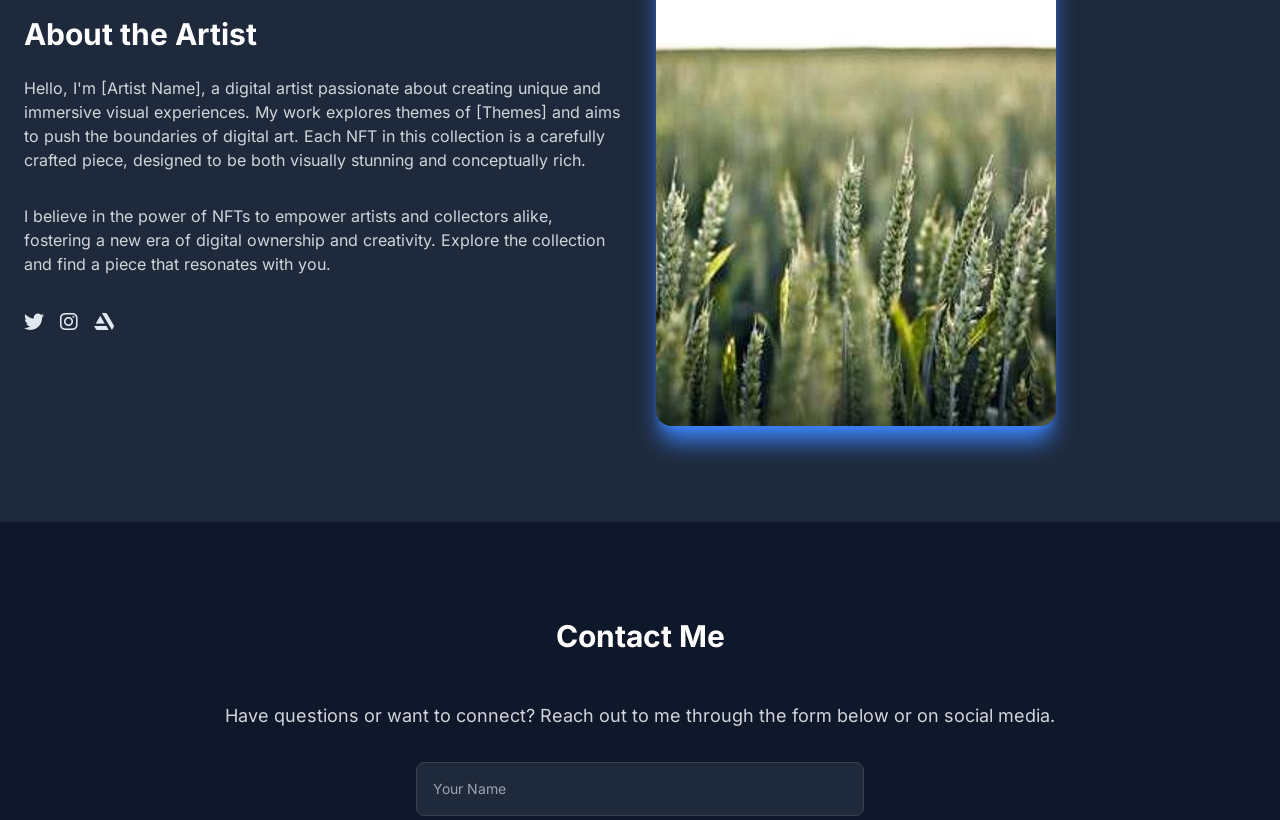 About the Artist
Hello, I'm [Artist Name], a digital artist passionate about creating unique and
immersive visual experiences. My work explores themes of [Themes] and aims
to push the boundaries of digital art. Each NFT in this collection is a carefully
crafted piece, designed to be both visually stunning and conceptually rich.
I believe in the power of NFTs to empower artists and collectors alike,
fostering a new era of digital ownership and creativity. Explore the collection
and find a piece that resonates with you.
Contact Me
Have questions or want to connect? Reach out to me through the form below or on social media.
Your Name